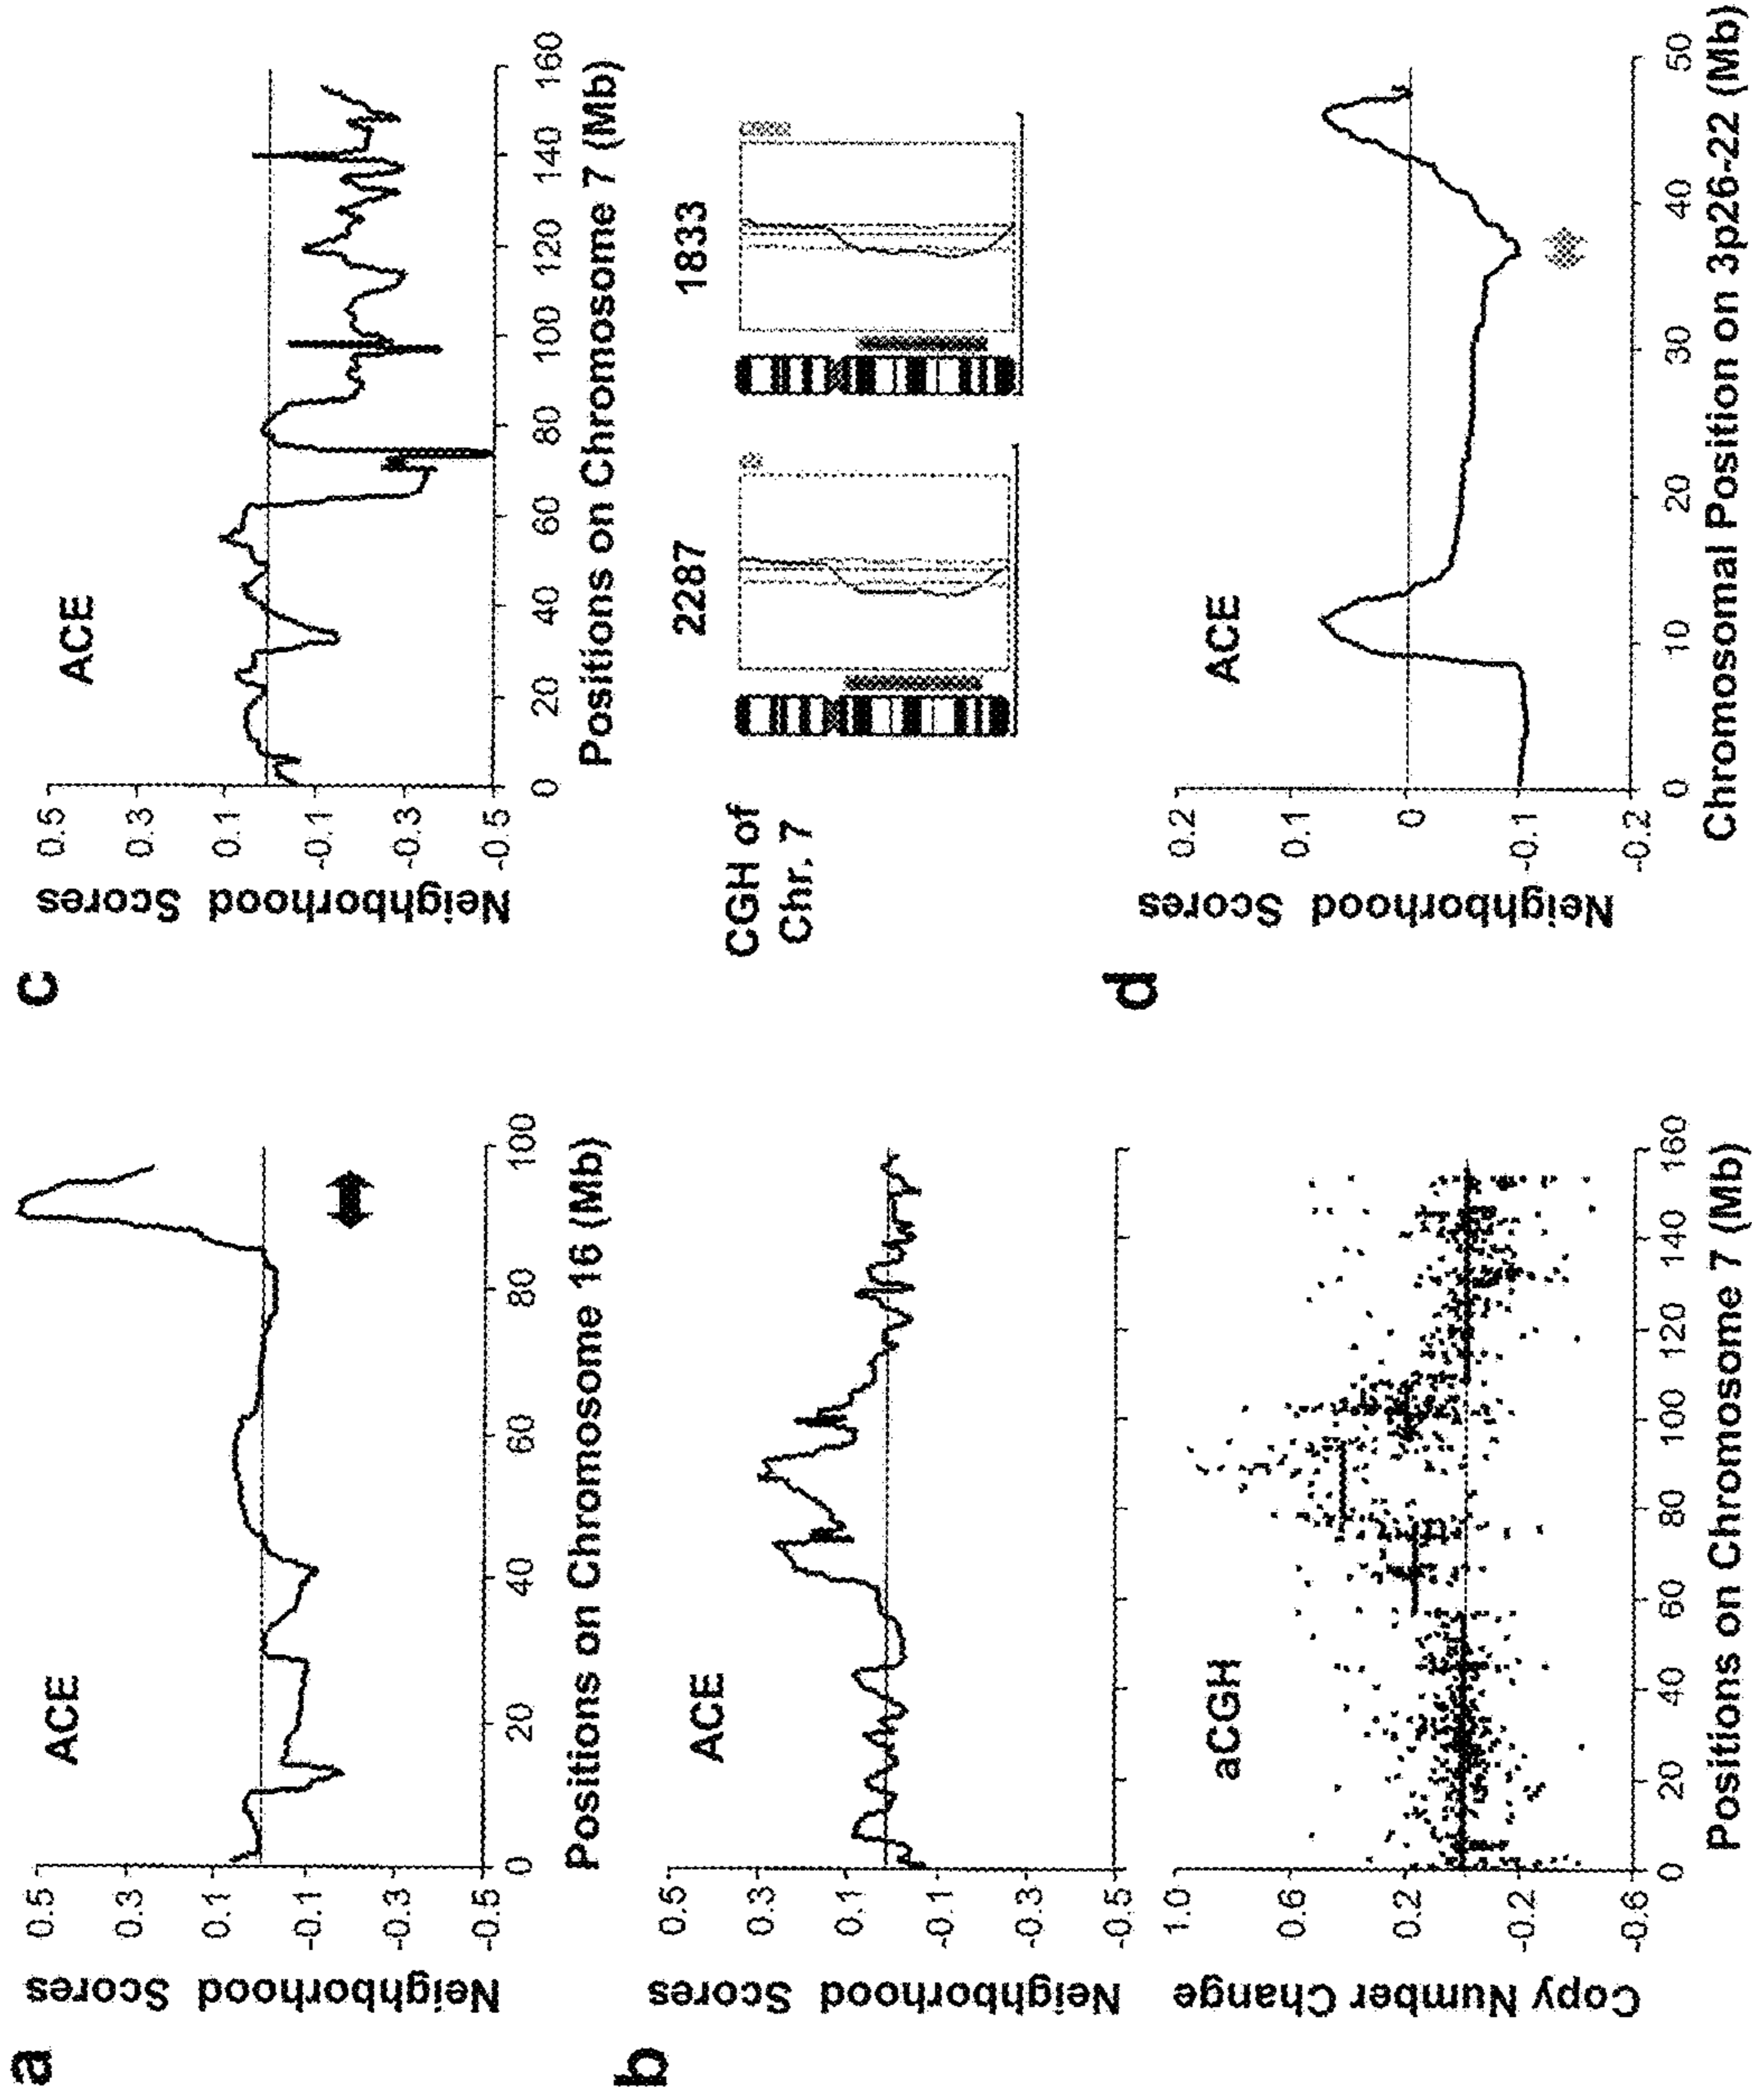 a
ACE
Neighborhood Scores
0.5
0.3
0.1
-0.1
-0.3
-0.5
0 20 40 60 80 100
Positions on Chromosome 16 (Mb)
b
ACE
Neighborhood Scores
0.5
0.3
0.1
-0.1
-0.3
-0.5
aCGH
Copy Number Change
1.0
0.6
0.2
-0.2
-0.6
0 20 40 60 80 100 120 140 160
Positions on Chromosome 7 (Mb)
c
ACE
Neighborhood Scores
0.5
0.3
0.1
-0.1
-0.3
-0.5
0 20 40 60 80 100 120 140 160
Positions on Chromosome 7 (Mb)
CGH of
Chr. 7
2287 1833
d
ACE
Neighborhood Scores
0.2
0.1
0
-0.1
-0.2
0 10 20 30 40 50
Chromosomal Position on 3p26-22 (Mb)